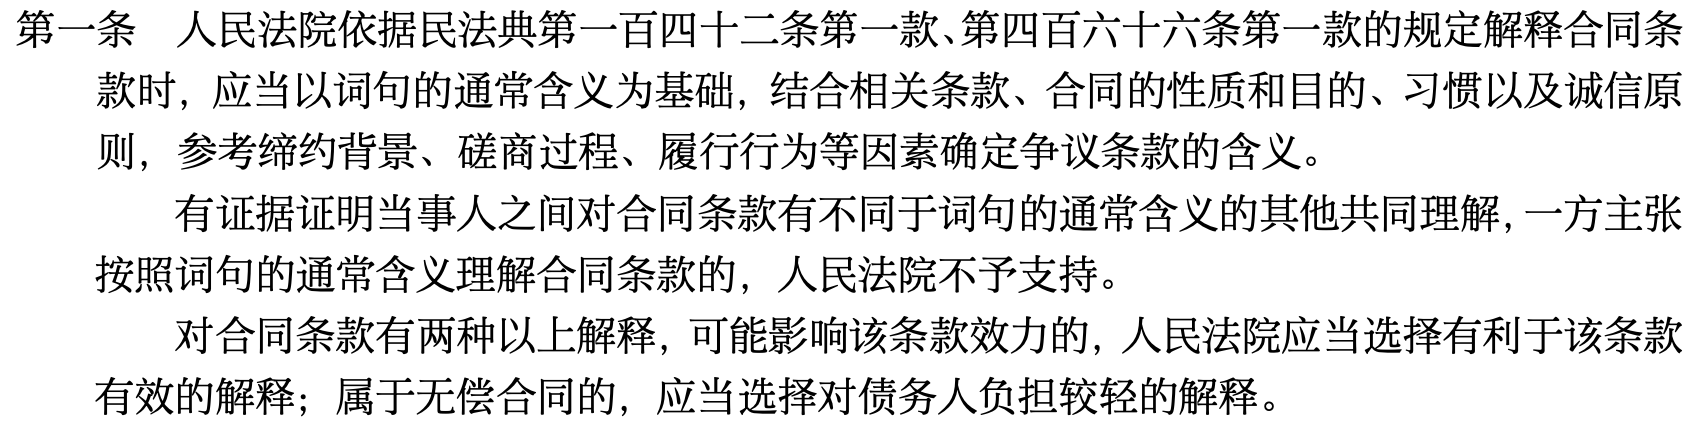 第一条　人民法院依据民法典第一百四十二条第一款、第四百六十六条第一款的规定解释合同条
款时，应当以词句的通常含义为基础，结合相关条款、合同的性质和目的、习惯以及诚信原
则，参考缔约背景、磋商过程、履行行为等因素确定争议条款的含义。
有证据证明当事人之间对合同条款有不同于词句的通常含义的其他共同理解，一方主张
按照词句的通常含义理解合同条款的，人民法院不予支持。
对合同条款有两种以上解释，可能影响该条款效力的，人民法院应当选择有利于该条款
有效的解释；属于无偿合同的，应当选择对债务人负担较轻的解释。